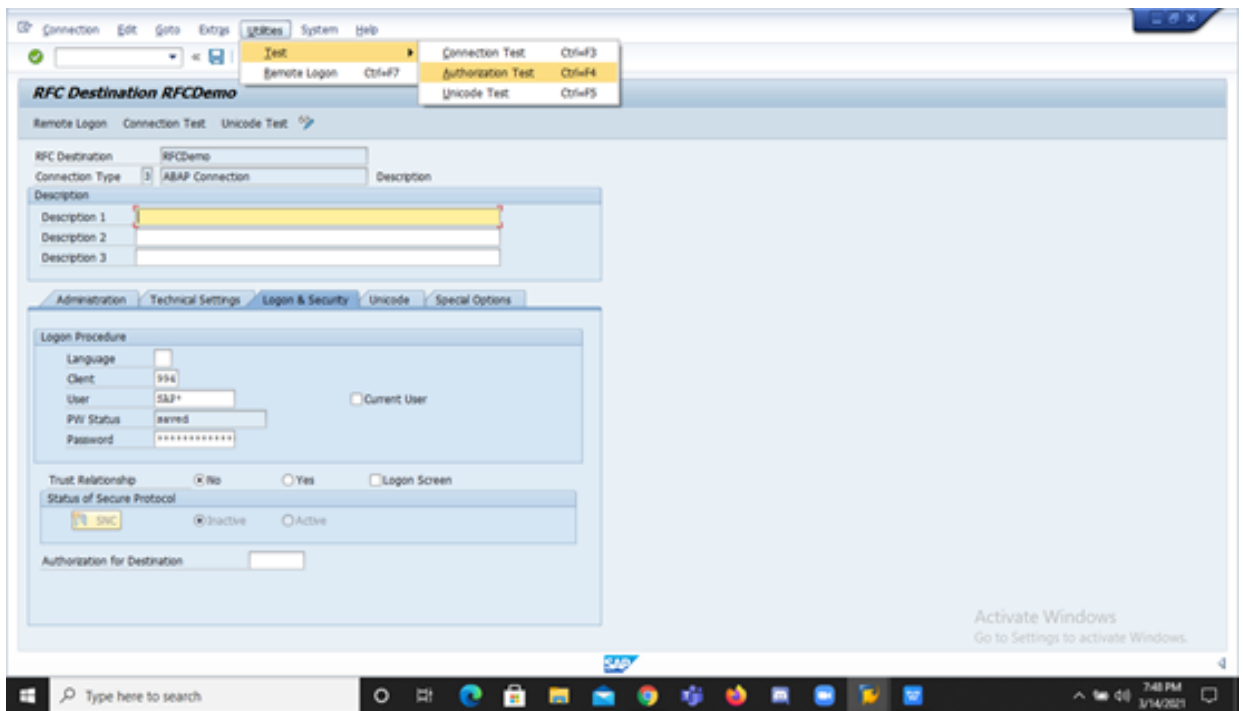 Connection Edit Goto Extras Utilities System Help
Test
Remote Logon Ctrl+F7
Connection Test Ctrl+F3
Authorization Test Ctrl+F4
Unicode Test Ctrl+F5
RFC Destination RFCDemo
Remote Logon Connection Test Unicode Test
RFC Destination RFCDemo
Connection Type 3 ABAP Connection Description
Description
Description 1
Description 2
Description 3
Administration Technical Settings Logon & Security Unicode Special Options
Logon Procedure
Language
Client
User SAP* Current User
PW Status saved
Password ************
Trust Relationship No Yes Logon Screen
Status of Secure Protocol
SNC Inactive Active
Authorization for Destination
Activate Windows
Go to Settings to activate Windows.
SAP
Type here to search
7:48 PM
3/14/2021